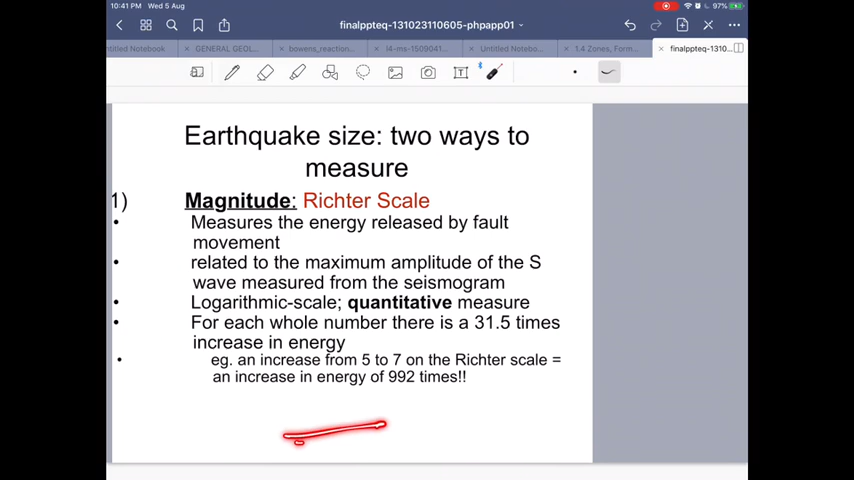 10:41 PM Wed 5 Aug
97%
finalppteq-131023110605-phpapp01
ntitled Notebook
GENERAL GEOL...
bowens_reaction...
l4-ms-1509041...
Untitled Notebo...
1.4 Zones, Form...
finalppteq-1310...
Earthquake size: two ways to
measure
1) Magnitude: Richter Scale
• Measures the energy released by fault
movement
• related to the maximum amplitude of the S
wave measured from the seismogram
• Logarithmic-scale; quantitative measure
• For each whole number there is a 31.5 times
increase in energy
• eg. an increase from 5 to 7 on the Richter scale =
an increase in energy of 992 times!!